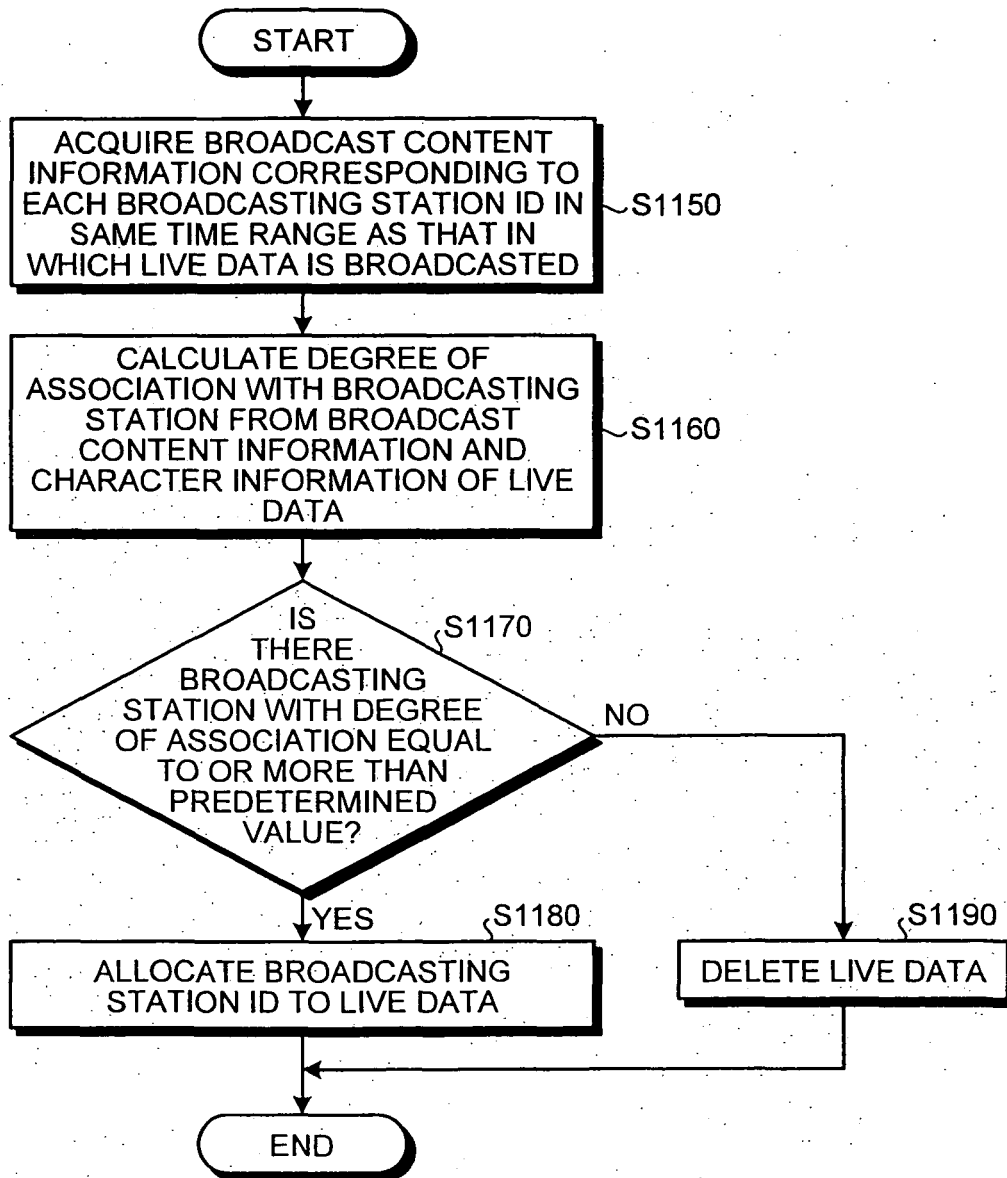 START
ACQUIRE BROADCAST CONTENT
INFORMATION CORRESPONDING TO
EACH BROADCASTING STATION ID IN
SAME TIME RANGE AS THAT IN
WHICH LIVE DATA IS BROADCASTED
S1150
CALCULATE DEGREE OF
ASSOCIATION WITH BROADCASTING
STATION FROM BROADCAST
CONTENT INFORMATION AND
CHARACTER INFORMATION OF LIVE
DATA
S1160
IS
THERE
BROADCASTING
STATION WITH DEGREE
OF ASSOCIATION EQUAL
TO OR MORE THAN
PREDETERMINED
VALUE?
S1170
NO
YES
S1180
ALLOCATE BROADCASTING
STATION ID TO LIVE DATA
S1190
DELETE LIVE DATA
END